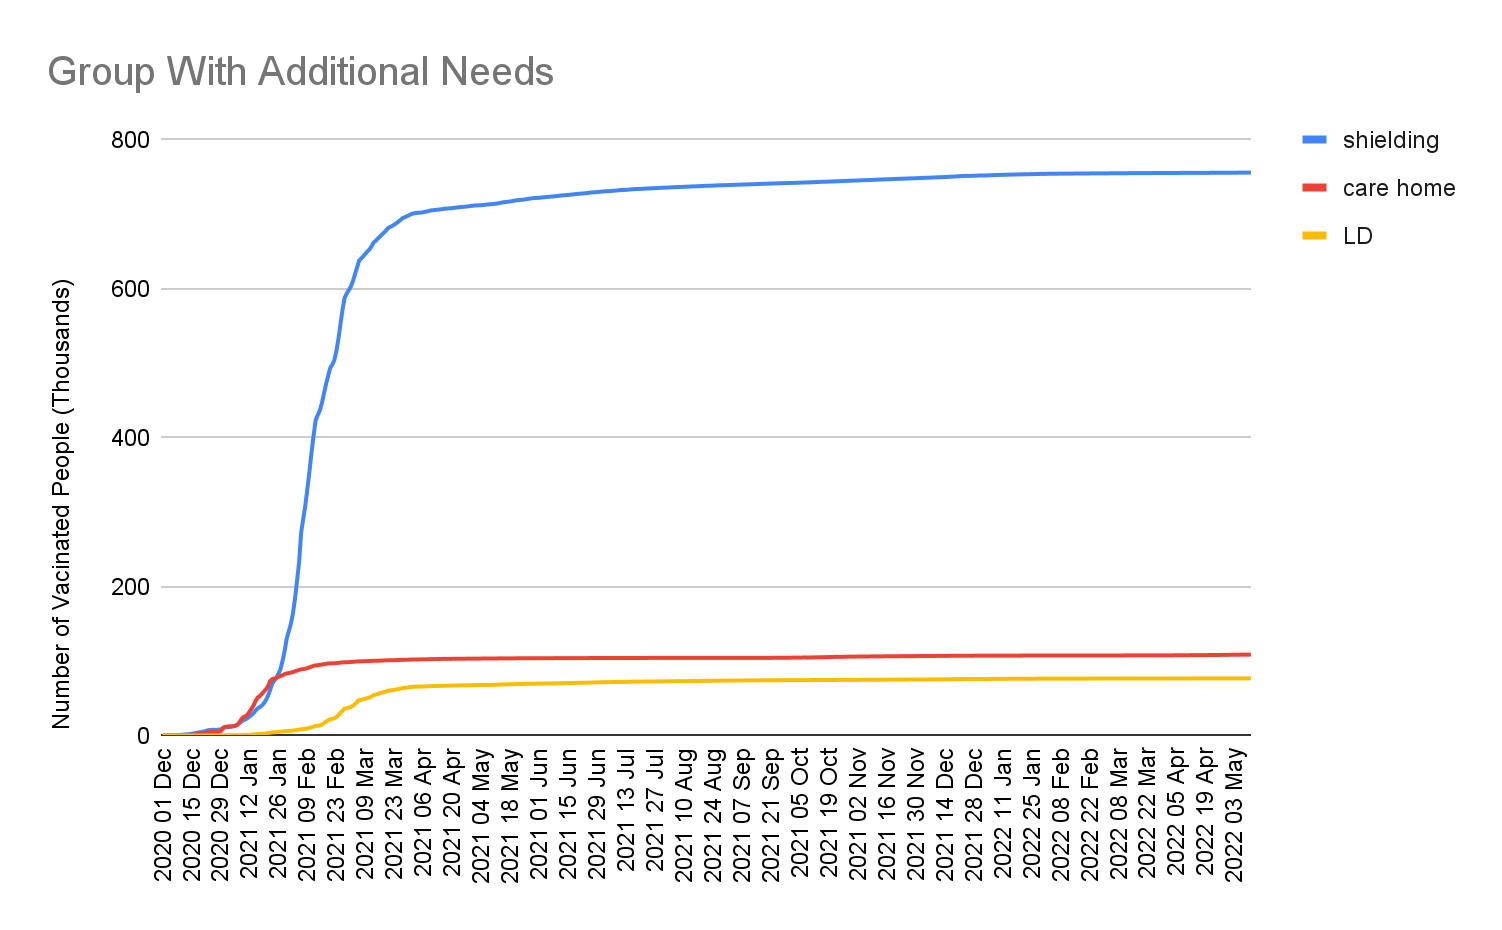 Group With Additional Needs
shielding
care home
LD
Number of Vacinated People (Thousands)
800
600
400
200
0
2020 01 Dec
2020 15 Dec
2020 29 Dec
2021 12 Jan
2021 26 Jan
2021 09 Feb
2021 23 Feb
2021 09 Mar
2021 23 Mar
2021 06 Apr
2021 20 Apr
2021 04 May
2021 18 May
2021 01 Jun
2021 15 Jun
2021 29 Jun
2021 13 Jul
2021 27 Jul
2021 10 Aug
2021 24 Aug
2021 07 Sep
2021 21 Sep
2021 05 Oct
2021 19 Oct
2021 02 Nov
2021 16 Nov
2021 30 Nov
2021 14 Dec
2021 28 Dec
2022 11 Jan
2022 25 Jan
2022 08 Feb
2022 22 Feb
2022 08 Mar
2022 22 Mar
2022 05 Apr
2022 19 Apr
2022 03 May